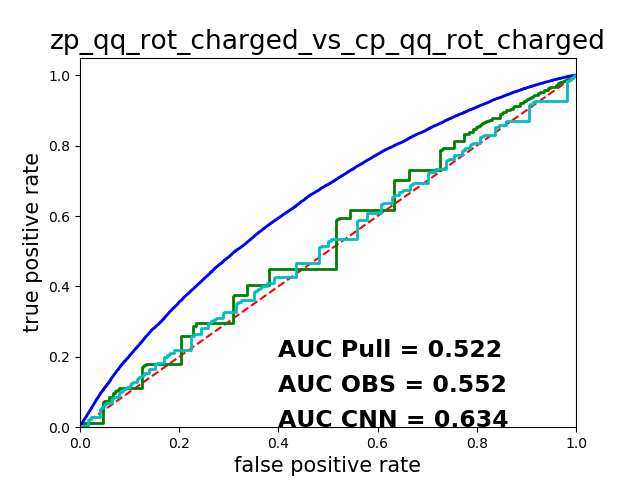 zp_qq_rot_charged_vs_cp_qq_rot_charged
true positive rate
1.0
0.8
0.6
0.4
0.2
0.0
AUC Pull = 0.522
AUC OBS = 0.552
AUC CNN = 0.634
0.0 0.2 0.4 0.6 0.8 1.0
false positive rate